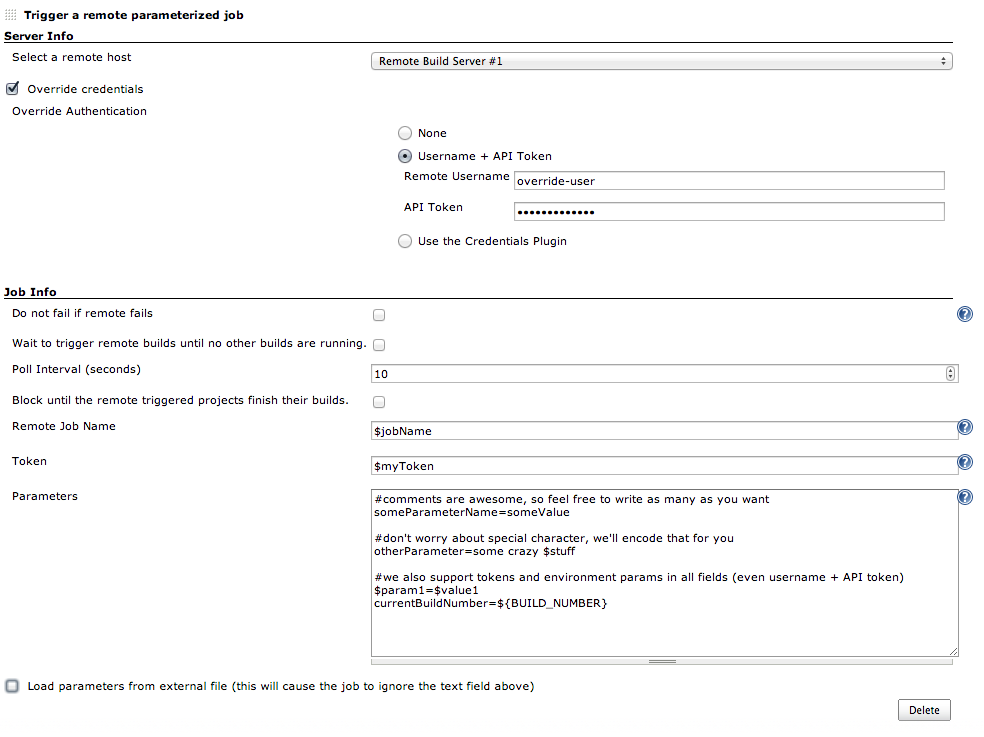 Trigger a remote parameterized job
Server Info
Select a remote host
Remote Build Server #1
Override credentials
Override Authentication
None
Username + API Token
Remote Username
override-user
API Token
•••••••••••••
Use the Credentials Plugin
Job Info
Do not fail if remote fails
?
Wait to trigger remote builds until no other builds are running.
Poll Interval (seconds)
10
Block until the remote triggered projects finish their builds.
Remote Job Name
$jobName
?
Token
$myToken
?
Parameters
#comments are awesome, so feel free to write as many as you want
?
someParameterName=someValue
#don't worry about special character, we'll encode that for you
otherParameter=some crazy $stuff
#we also support tokens and environment params in all fields (even username + API token)
$param1=$value1
currentBuildNumber=${BUILD_NUMBER}
Load parameters from external file (this will cause the job to ignore the text field above)
Delete